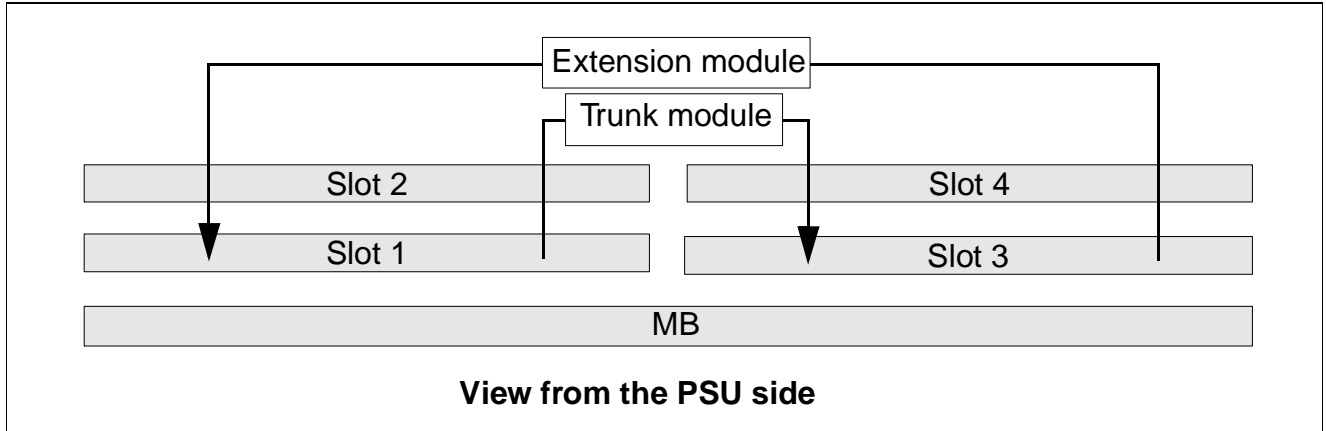 Extension module
Trunk module
Slot 2
Slot 4
Slot 1
Slot 3
MB
View from the PSU side